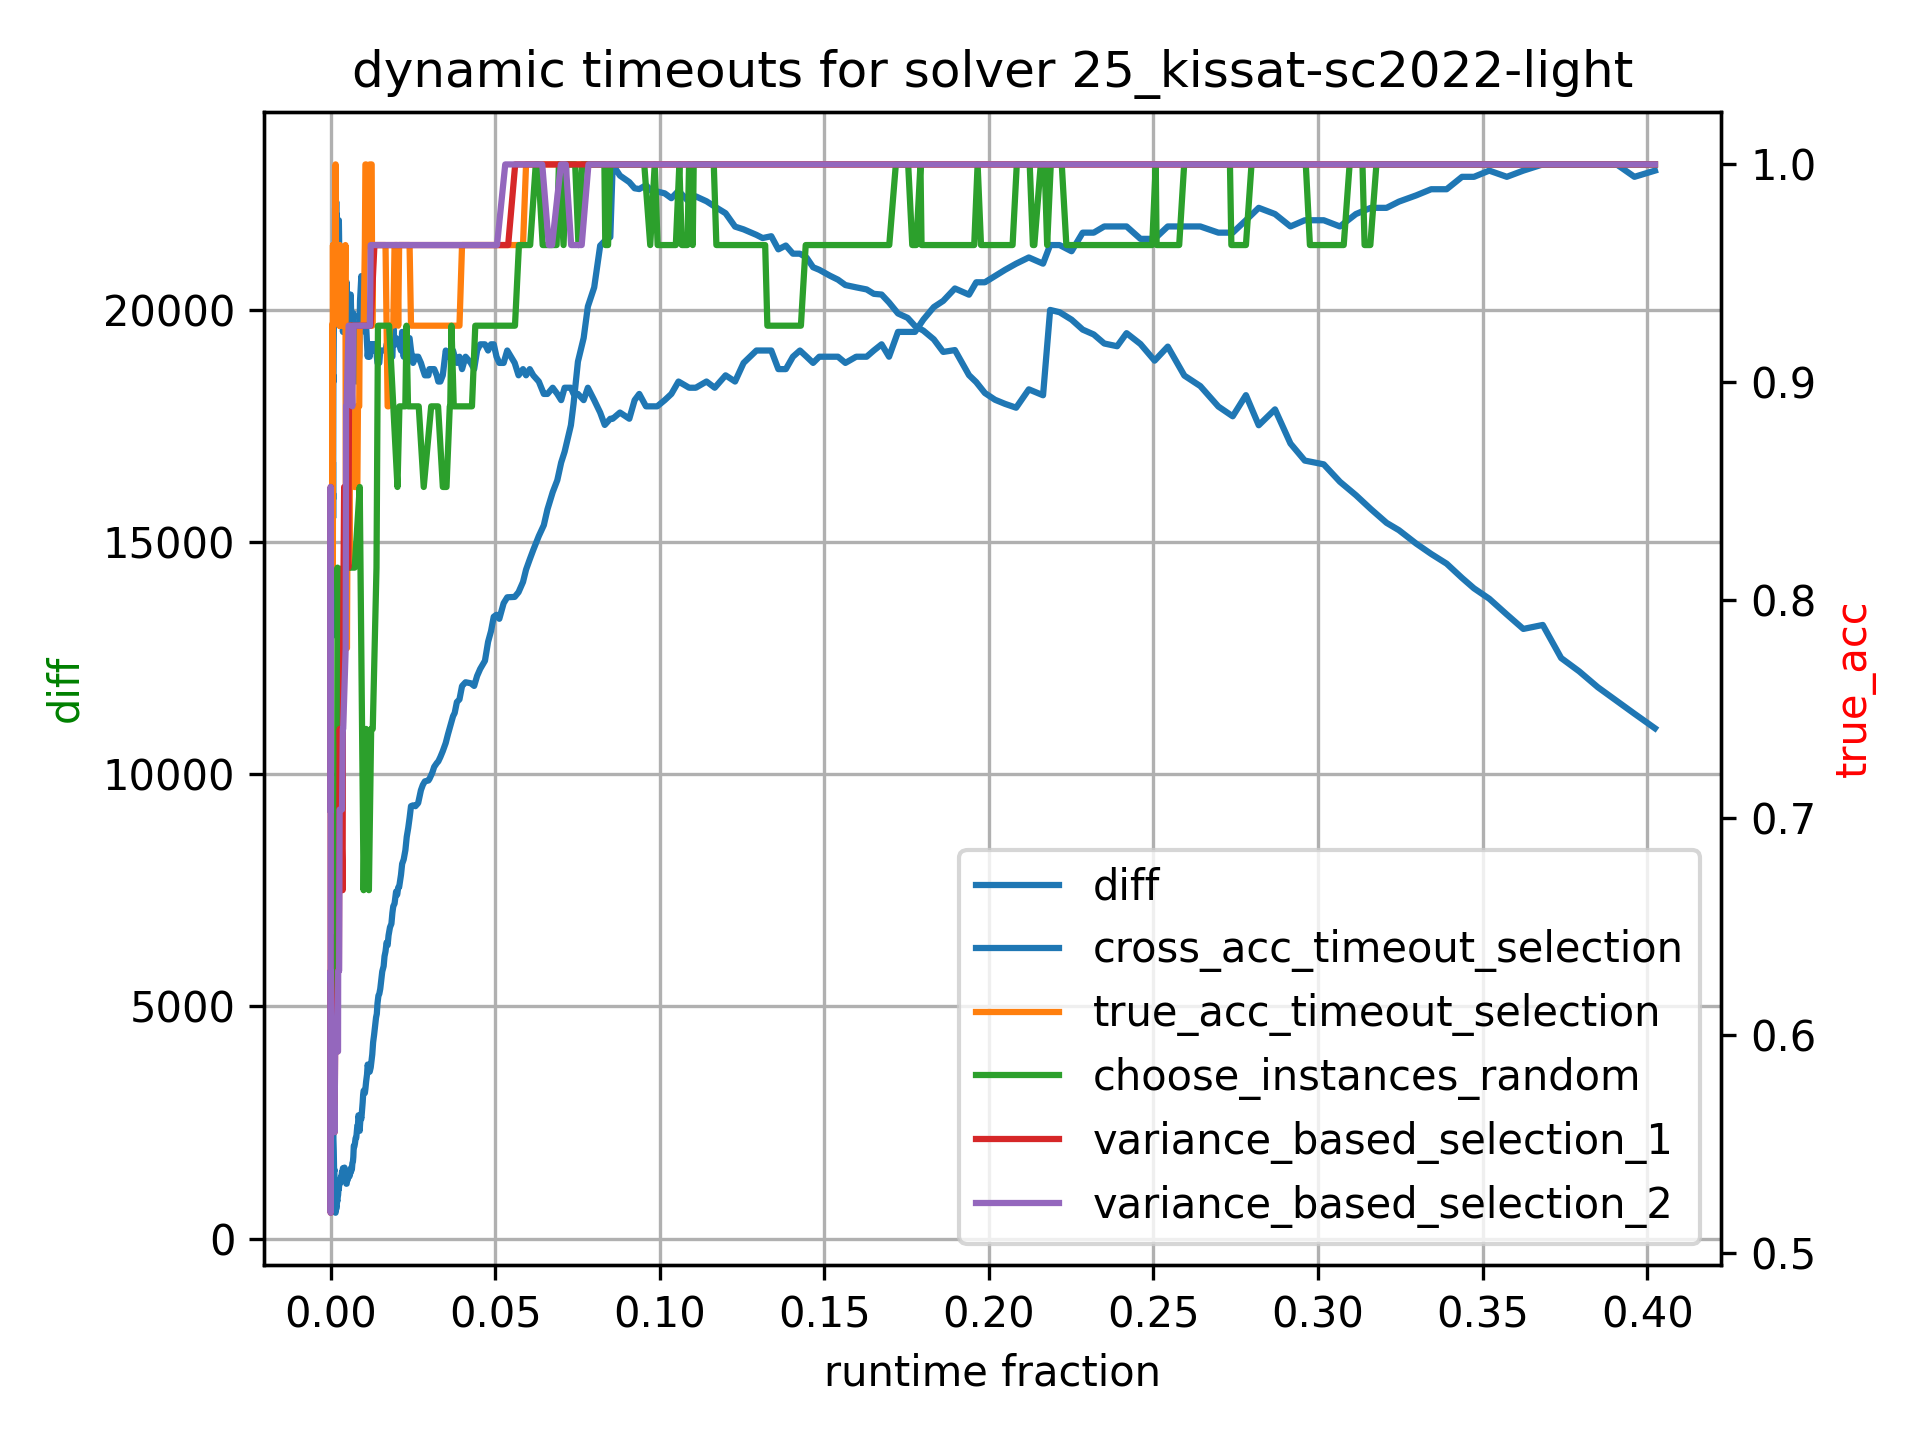 dynamic timeouts for solver 25_kissat-sc2022-light
20000
15000
10000
5000
0
diff
1.0
0.9
0.8
0.7
0.6
0.5
true_acc
diff
cross_acc_timeout_selection
true_acc_timeout_selection
choose_instances_random
variance_based_selection_1
variance_based_selection_2
0.00 0.05 0.10 0.15 0.20 0.25 0.30 0.35 0.40
runtime fraction